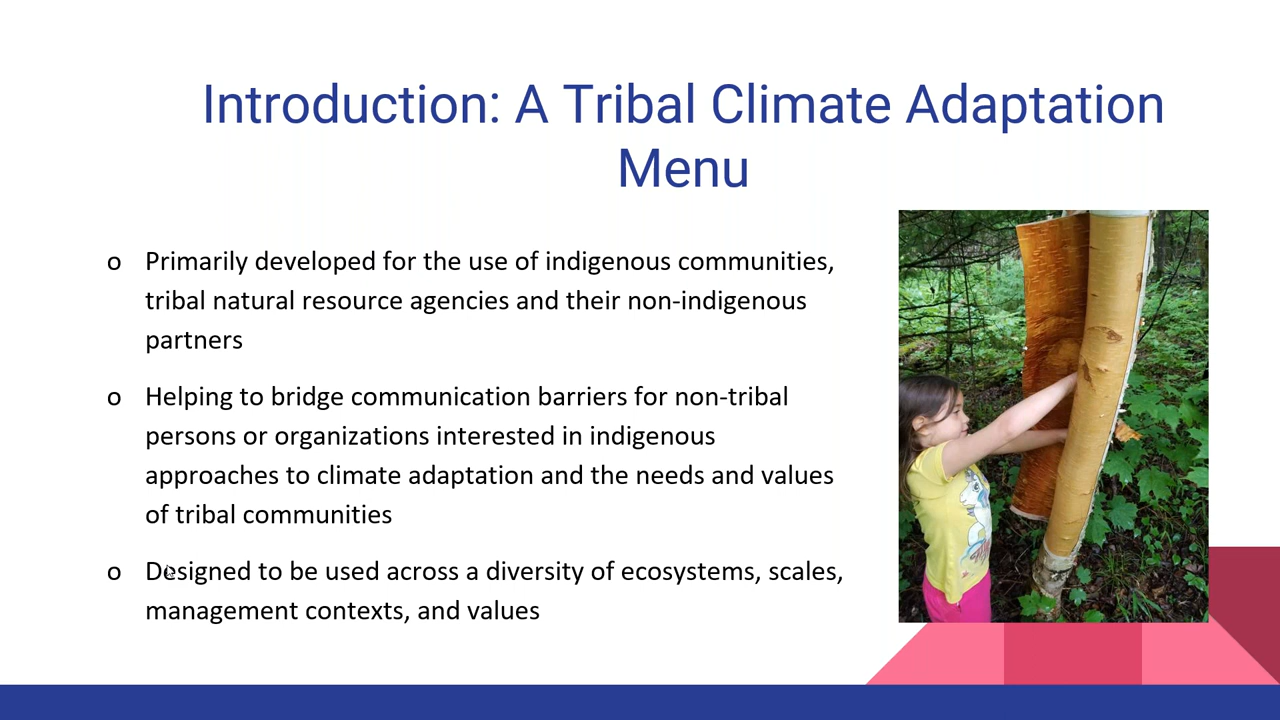 Introduction: A Tribal Climate Adaptation
Menu
o Primarily developed for the use of indigenous communities,
tribal natural resource agencies and their non-indigenous
partners
o Helping to bridge communication barriers for non-tribal
persons or organizations interested in indigenous
approaches to climate adaptation and the needs and values
of tribal communities
o Designed to be used across a diversity of ecosystems, scales,
management contexts, and values